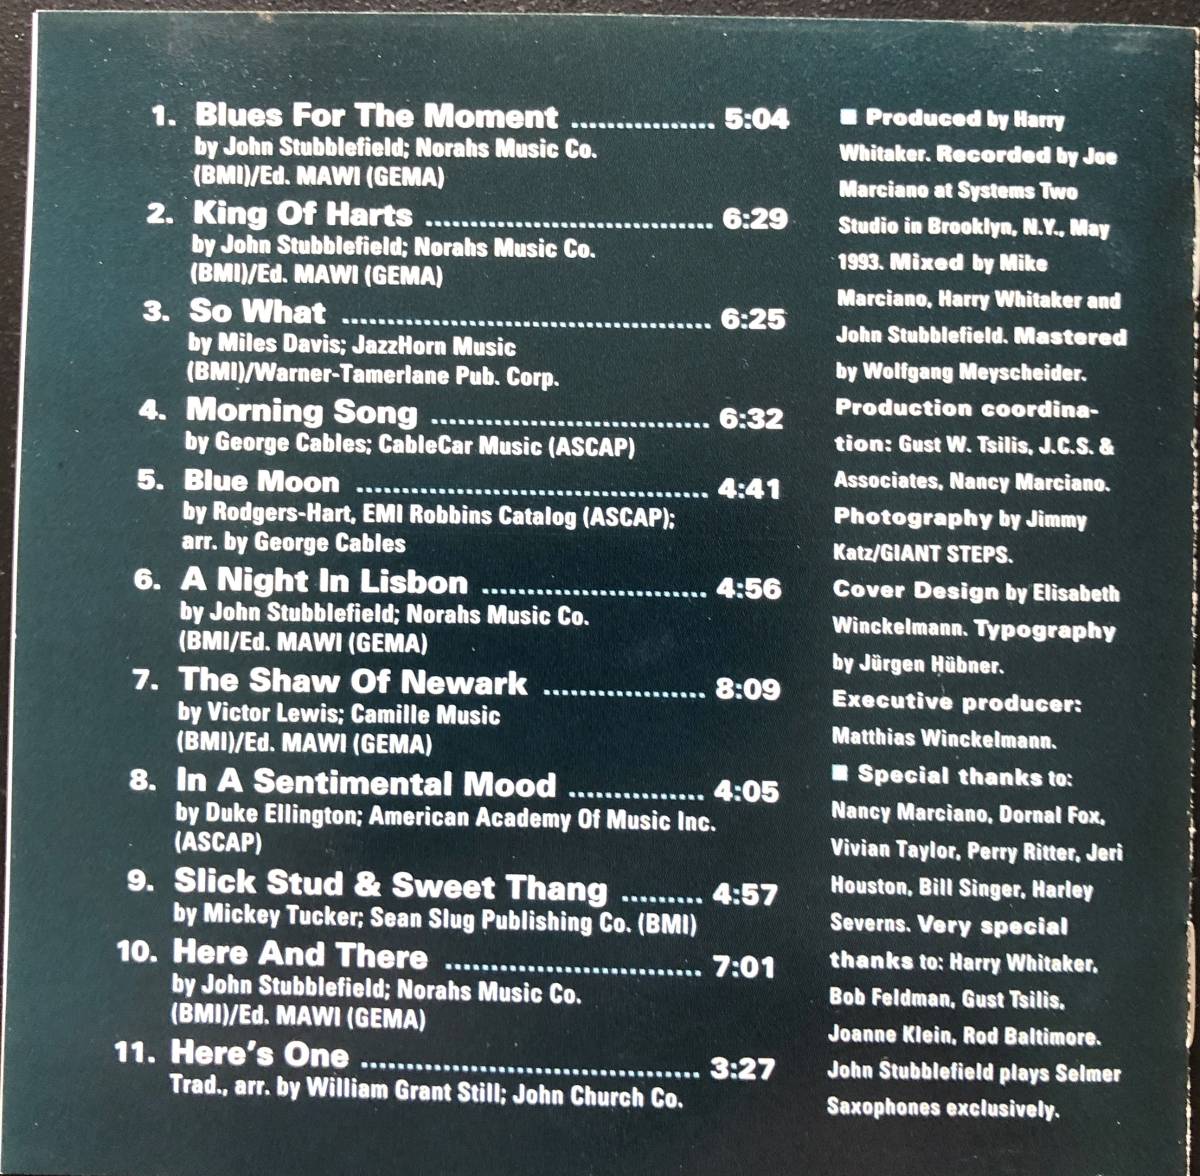 1. Blues For The Moment ................ 5:04
by John Stubblefield; Norahs Music Co.
(BMI)/Ed. MAWI (GEMA)
2. King Of Harts ................ 6:29
by John Stubblefield; Norahs Music Co.
(BMI)/Ed. MAWI (GEMA)
3. So What ................ 6:25
by Miles Davis; JazzHorn Music
(BMI)/Warner-Tamerlane Pub. Corp.
4. Morning Song ................ 6:32
by George Cables; CableCar Music (ASCAP)
5. Blue Moon ................ 4:41
by Rodgers-Hart, EMI Robbins Catalog (ASCAP);
arr. by George Cables
6. A Night In Lisbon ................ 4:56
by John Stubblefield; Norahs Music Co.
(BMI/Ed. MAWI (GEMA)
7. The Shaw Of Newark ................ 8:09
by Victor Lewis; Camille Music
(BMI)/Ed. MAWI (GEMA)
8. In A Sentimental Mood ................ 4:05
by Duke Ellington; American Academy Of Music Inc.
(ASCAP)
9. Slick Stud & Sweet Thang ......... 4:57
by Mickey Tucker; Sean Slug Publishing Co. (BMI)
10. Here And There ................ 7:01
by John Stubblefield; Norahs Music Co.
(BMI)/Ed. MAWI (GEMA)
11. Here's One ................ 3:27
Trad., arr. by William Grant Still; John Church Co.
■ Produced by Harry
Whitaker. Recorded by Joe
Marciano at Systems Two
Studio in Brooklyn, N.Y., May
1993. Mixed by Mike
Marciano, Harry Whitaker and
John Stubblefield. Mastered
by Wolfgang Meyscheider.
Production coordina-
tion: Gust W. Tsilis, J.C.S. &
Associates, Nancy Marciano.
Photography by Jimmy
Katz/GIANT STEPS.
Cover Design by Elisabeth
Winckelmann. Typography
by Jürgen Hübner.
Executive producer:
Matthias Winckelmann.
■ Special thanks to:
Nancy Marciano, Dornal Fox,
Vivian Taylor, Perry Ritter, Jeri
Houston, Bill Singer, Harley
Severns. Very special
thanks to: Harry Whitaker,
Bob Feldman, Gust Tsilis,
Joanne Klein, Rod Baltimore.
John Stubblefield plays Selmer
Saxophones exclusively.